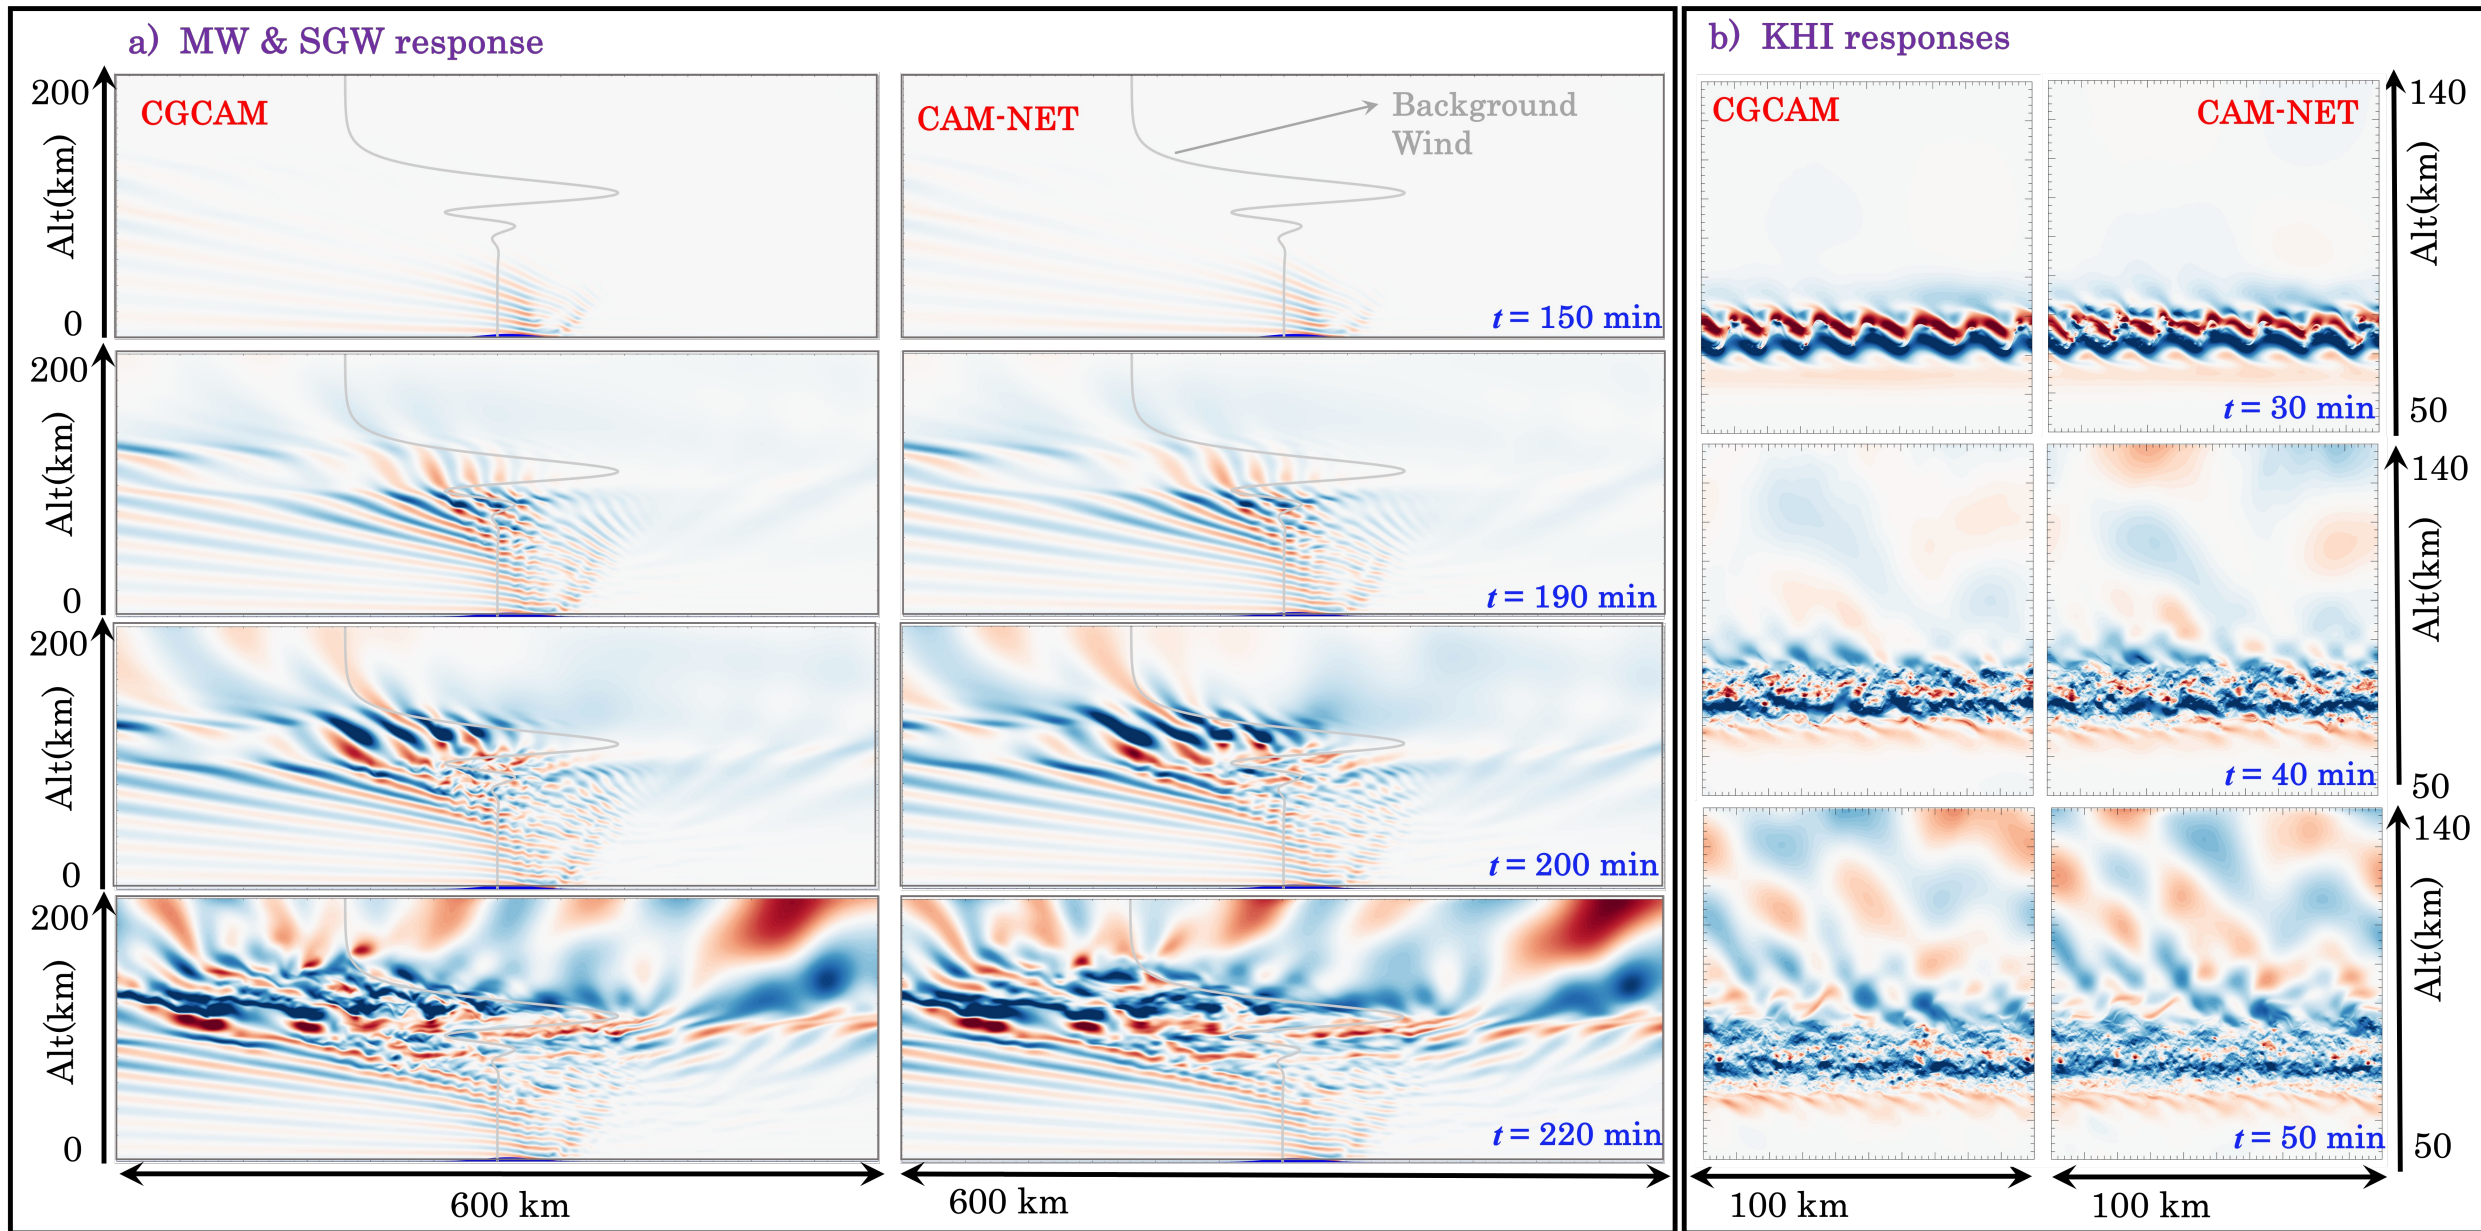 a) MW & SGW response
200
Alt(km)
0
CGCAM
CAM-NET
Background
Wind
t = 150 min
200
Alt(km)
0
t = 190 min
200
Alt(km)
0
t = 200 min
200
Alt(km)
0
t = 220 min
600 km
600 km
b) KHI responses
CGCAM
CAM-NET
140
Alt(km)
50
t = 30 min
140
Alt(km)
50
t = 40 min
140
Alt(km)
50
t = 50 min
100 km
100 km